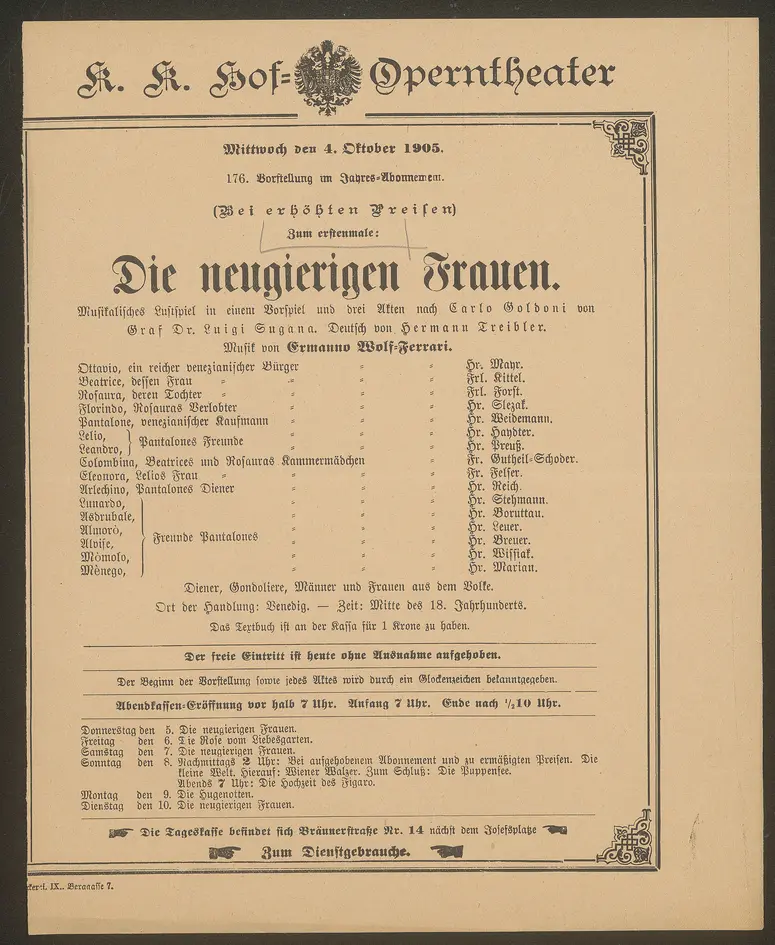 K. K. Hof= Operntheater
Mittwoch den 4. Oktober 1905.
176. Vorstellung im Jahres=Abonnement.
(Bei erhöhten Preisen)
Zum erstenmale:
Die neugierigen Frauen.
Musikalisches Lustspiel in einem Vorspiel und drei Akten nach Carlo Goldoni von
Graf Dr. Luigi Sugana. Deutsch von Hermann Treibler.
Musik von Ermanno Wolf=Ferrari.
Ottavio, ein reicher venezianischer Bürger = = Hr. Mayr.
Beatrice, dessen Frau = = = = Frl. Kittel.
Rosaura, deren Tochter = = = = Frl. Forst.
Florindo, Rosauras Verlobter = = = Hr. Slezak.
Pantalone, venezianischer Kaufmann = = = Hr. Weidemann.
Lelio, = = = Hr. Haydter.
Leandro, } Pantalones Freunde = = = Hr. Preuß.
Colombina, Beatrices und Rosauras Kammermädchen = = Fr. Gutheil=Schoder.
Eleonora, Lelios Frau = = = = Fr. Felser.
Arlechino, Pantalones Diener = = = Hr. Reich.
Lunardo, = = = Hr. Stehmann.
Asdrubale, = = = Hr. Boruttau.
Almorò, = = = Hr. Leuer.
Alvise, } Freunde Pantalones = = = Hr. Breuer.
Mòmolo, = = = Hr. Wissiak.
Mènego, = = = Hr. Marian.
Diener, Gondoliere, Männer und Frauen aus dem Volke.
Ort der Handlung: Venedig. — Zeit: Mitte des 18. Jahrhunderts.
Das Textbuch ist an der Kassa für 1 Krone zu haben.
Der freie Eintritt ist heute ohne Ausnahme aufgehoben.
Der Beginn der Vorstellung sowie jedes Aktes wird durch ein Glockenzeichen bekanntgegeben.
Abendkassen=Eröffnung vor halb 7 Uhr. Anfang 7 Uhr. Ende nach 1/210 Uhr.
Donnerstag den 5. Die neugierigen Frauen.
Freitag den 6. Die Rose vom Liebesgarten.
Samstag den 7. Die neugierigen Frauen.
Sonntag den 8. Nachmittags 2 Uhr: Bei aufgehobenem Abonnement und zu ermäßigten Preisen. Die
kleine Welt. Hierauf: Wiener Walzer. Zum Schluß: Die Puppenfee.
Abends 7 Uhr: Die Hochzeit des Figaro.
Montag den 9. Die Hugenotten.
Dienstag den 10. Die neugierigen Frauen.
Die Tageskasse befindet sich Bräunerstraße Nr. 14 nächst dem Josefsplatze
Zum Dienstgebrauche.
IX., Berggasse 7.